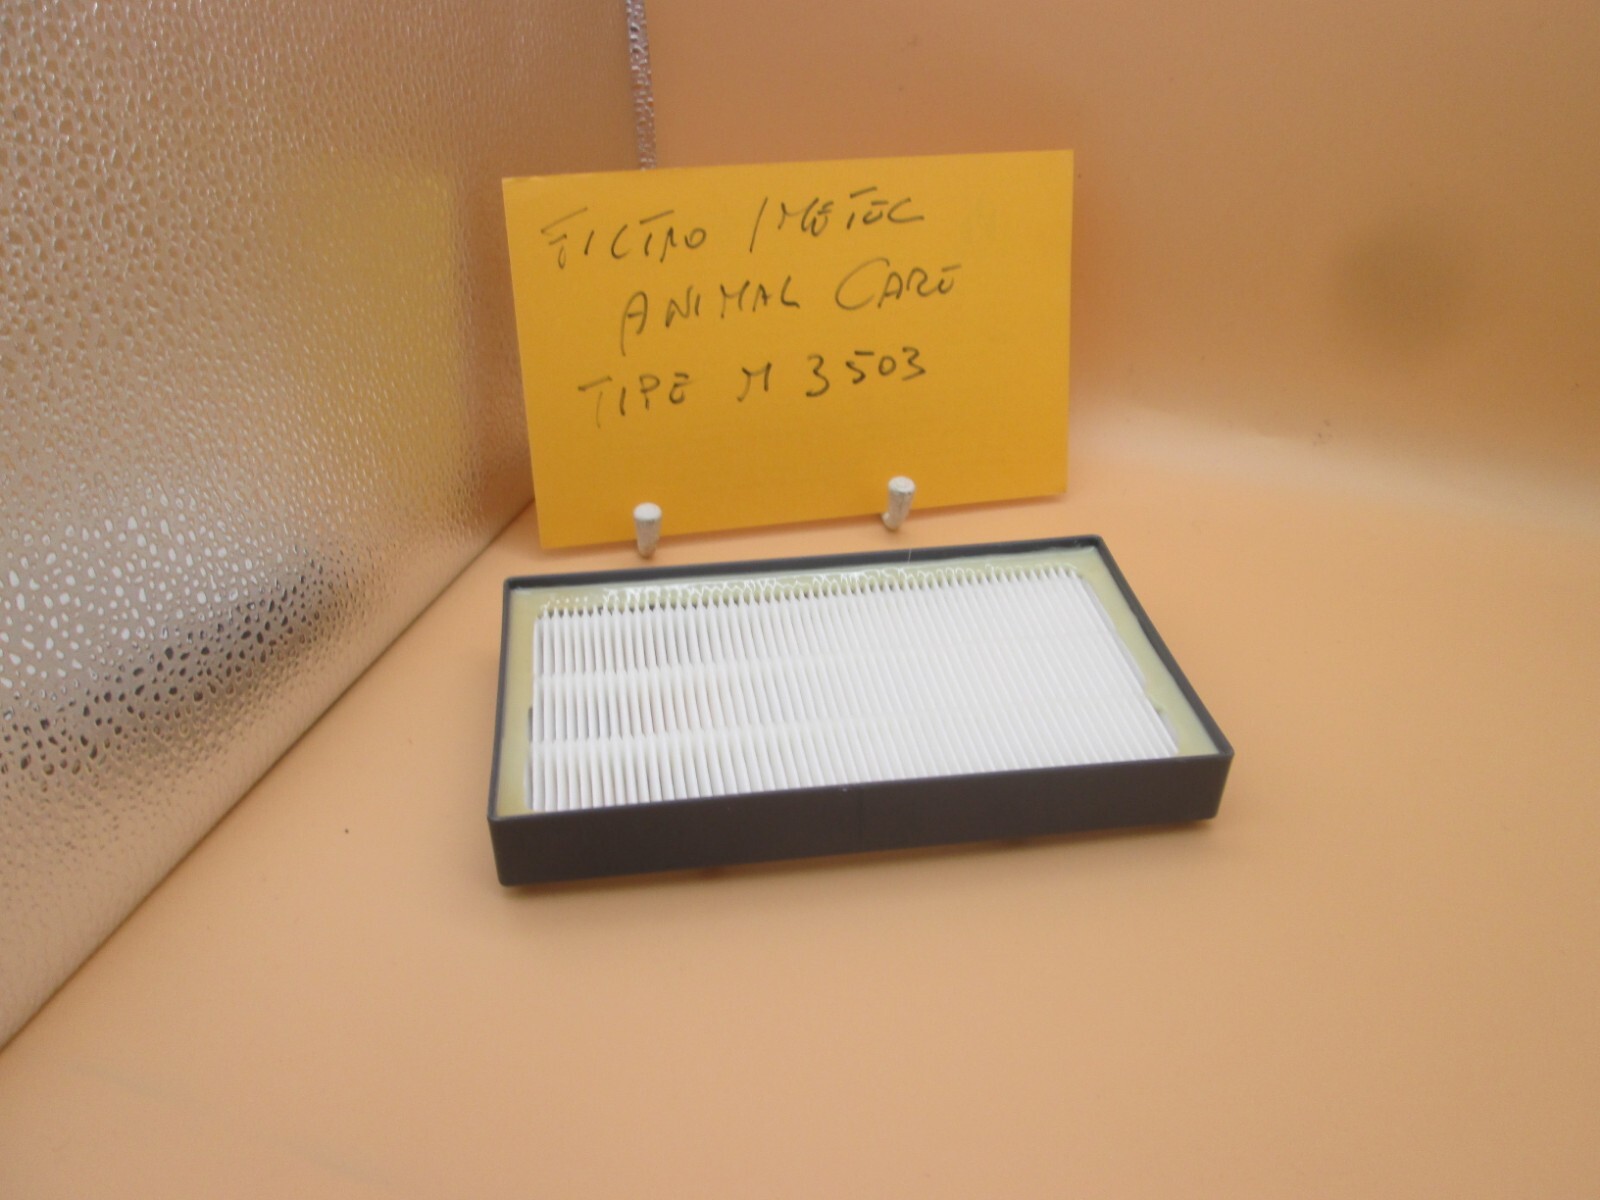 FILTRO IMETEC
ANIMAL CARE
TIPE M 3503